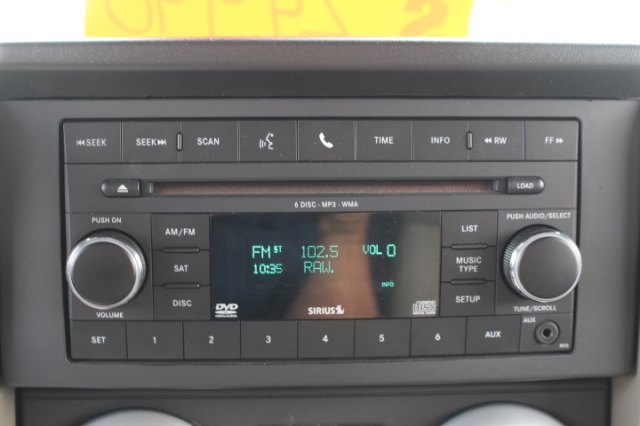 SEEK SEEK SCAN TIME INFO RW FF
LOAD
6 DISC - MP3 - WMA
PUSH ON
PUSH AUDIO/SELECT
AM/FM
LIST
FM ST 102.5 VOL 0
10:35 RAW.
SAT
MUSIC
TYPE
INFO
DISC
SETUP
DVD
SIRIUS
VOLUME
TUNE/SCROLL
SET 1 2 3 4 5 6 AUX
AUX